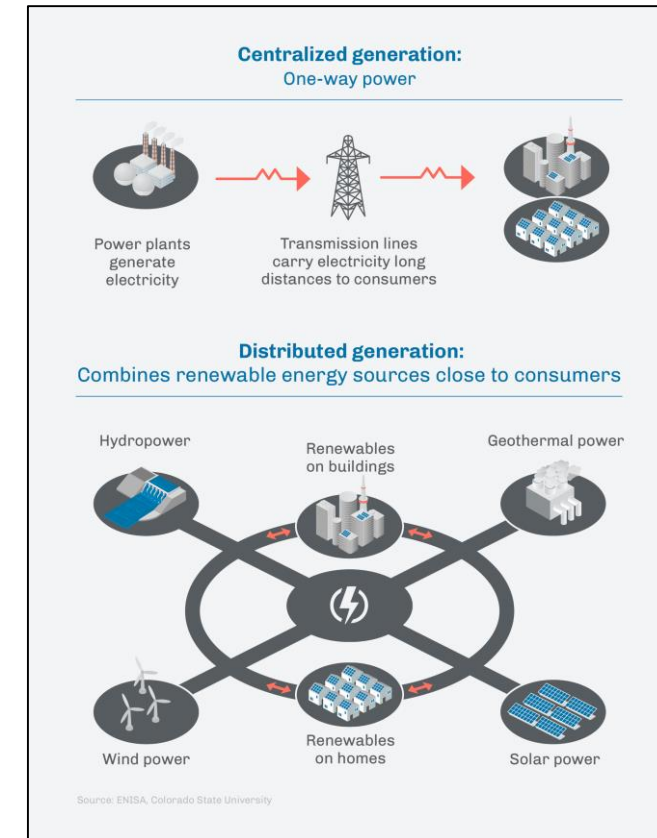 Centralized generation:
One-way power
Power plants
generate
electricity
Transmission lines
carry electricity long
distances to consumers
Distributed generation:
Combines renewable energy sources close to consumers
Hydropower
Renewables
on buildings
Geothermal power
Wind power
Renewables
on homes
Solar power
Source: ENISA, Colorado State University